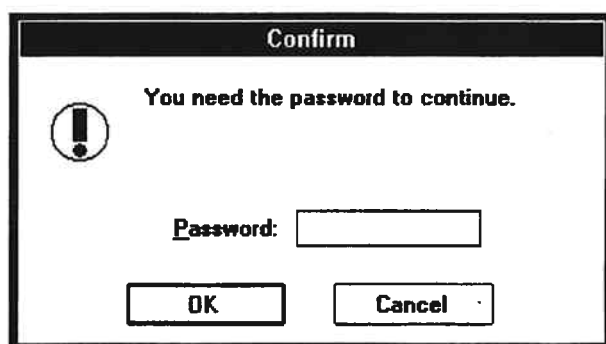 Confirm
You need the password to continue.
Password:
OK
Cancel